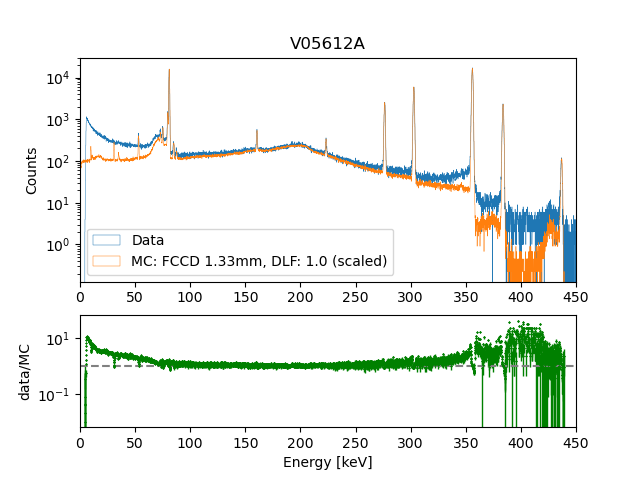 V05612A
Counts
10^4
10^3
10^2
10^1
10^0
Data
MC: FCCD 1.33mm, DLF: 1.0 (scaled)
0 50 100 150 200 250 300 350 400 450
data/MC
10^1
10^-1
0 50 100 150 200 250 300 350 400 450
Energy [keV]